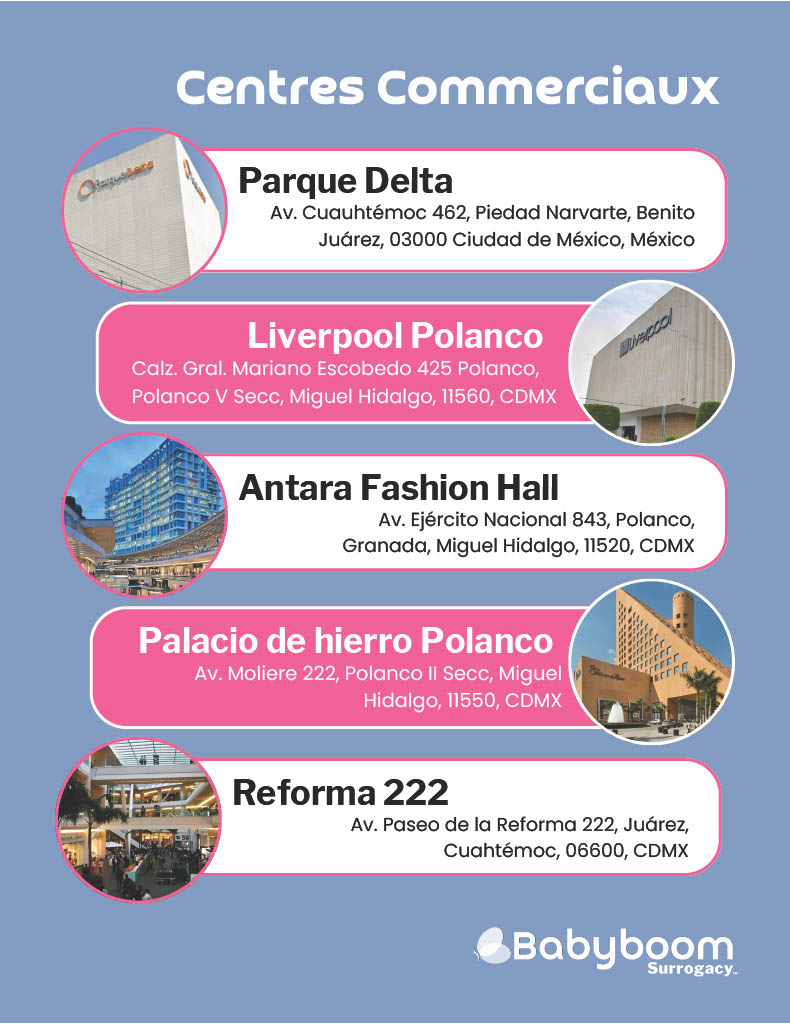 Centres Commerciaux
ParqueDelta
Parque Delta
Av. Cuauhtémoc 462, Piedad Narvarte, Benito
Juárez, 03000 Ciudad de México, México
Liverpool Polanco
Calz. Gral. Mariano Escobedo 425 Polanco,
Polanco V Secc, Miguel Hidalgo, 11560, CDMX
Liverpool
Antara Fashion Hall
Av. Ejército Nacional 843, Polanco,
Granada, Miguel Hidalgo, 11520, CDMX
Palacio de hierro Polanco
Av. Moliere 222, Polanco II Secc, Miguel
Hidalgo, 11550, CDMX
Reforma 222
Av. Paseo de la Reforma 222, Juárez,
Cuahtémoc, 06600, CDMX
Babyboom
Surrogacy™